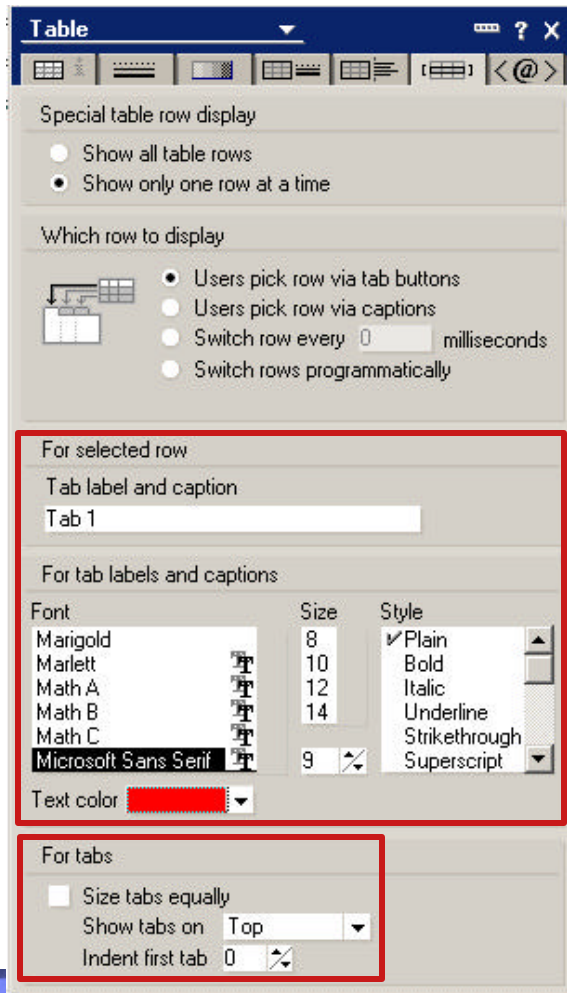 Table ?
<@>
Special table row display
Show all table rows
Show only one row at a time
Which row to display
Users pick row via tab buttons
Users pick row via captions
Switch row every 0 milliseconds
Switch rows programmatically
For selected row
Tab label and caption
Tab 1
For tab labels and captions
Font Size Style
Marigold 8 Plain
Marlett 10 Bold
Math A 12 Italic
Math B 14 Underline
Math C Strikethrough
Microsoft Sans Serif 9 Superscript
Text color
For tabs
Size tabs equally
Show tabs on Top
Indent first tab 0